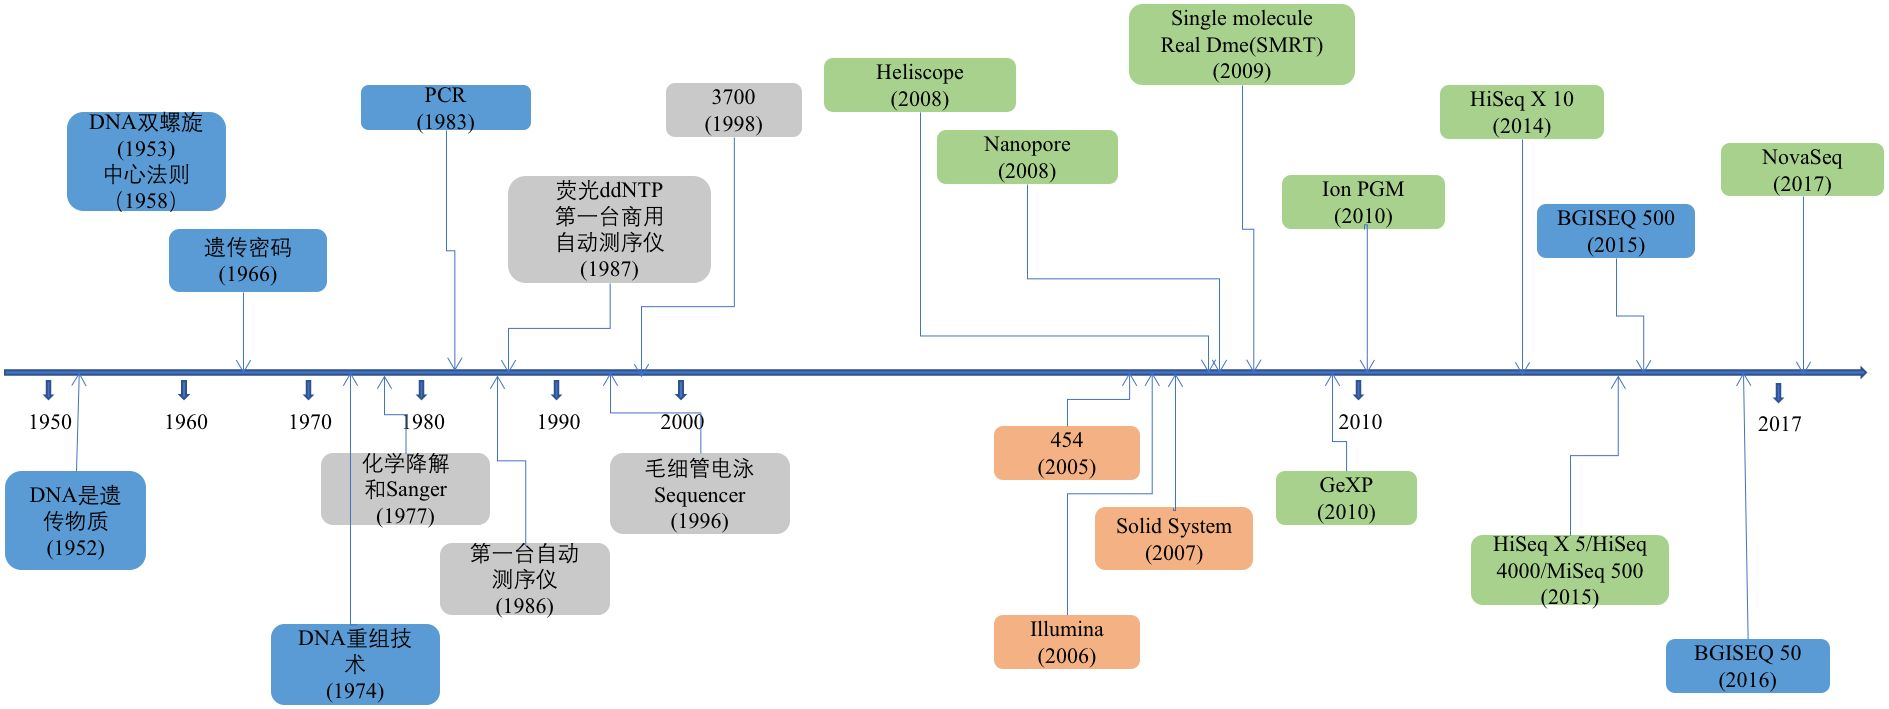 Single molecule
Real Dme(SMRT)
(2009)
Heliscope
(2008)
PCR
(1983)
3700
(1998)
HiSeq X 10
(2014)
DNA双螺旋
(1953)
中心法则
（1958）
Nanopore
(2008)
NovaSeq
(2017)
荧光ddNTP
第一台商用
自动测序仪
(1987)
Ion PGM
(2010)
BGISEQ 500
(2015)
遗传密码
(1966)
1950
1960
1970
1980
1990
2000
2010
2017
454
(2005)
化学降解
和Sanger
(1977)
毛细管电泳
Sequencer
(1996)
DNA是遗
传物质
(1952)
GeXP
(2010)
Solid System
(2007)
第一台自动
测序仪
(1986)
HiSeq X 5/HiSeq
4000/MiSeq 500
(2015)
Illumina
(2006)
DNA重组技
术
(1974)
BGISEQ 50
(2016)